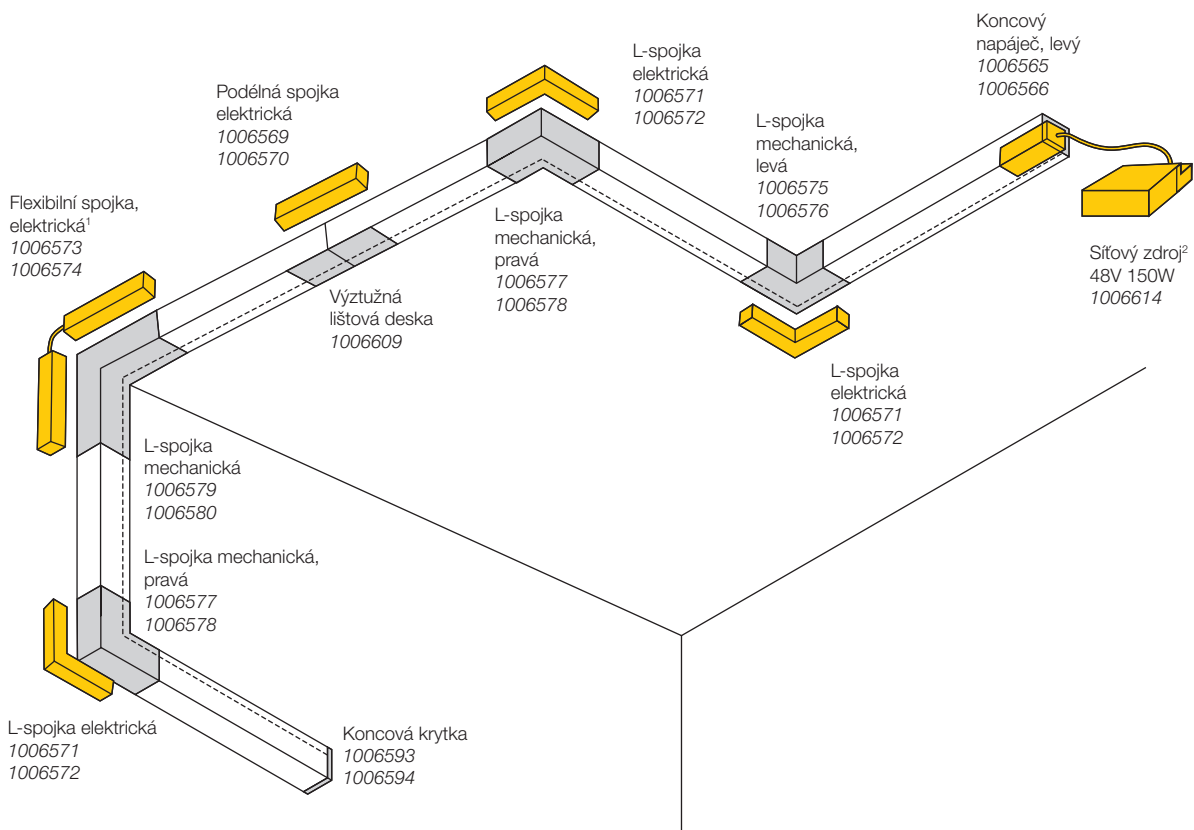 Koncový
napáječ, levý
1006565
1006566
L-spojka
elektrická
1006571
1006572
Podélná spojka
elektrická
1006569
1006570
L-spojka
mechanická,
levá
1006575
1006576
Flexibilní spojka,
elektrická¹
1006573
1006574
L-spojka
mechanická,
pravá
1006577
1006578
Síťový zdroj²
48V 150W
1006614
Výztužná
lištová deska
1006609
L-spojka
elektrická
1006571
1006572
L-spojka
mechanická
1006579
1006580
L-spojka mechanická,
pravá
1006577
1006578
L-spojka elektrická
1006571
1006572
Koncová krytka
1006593
1006594